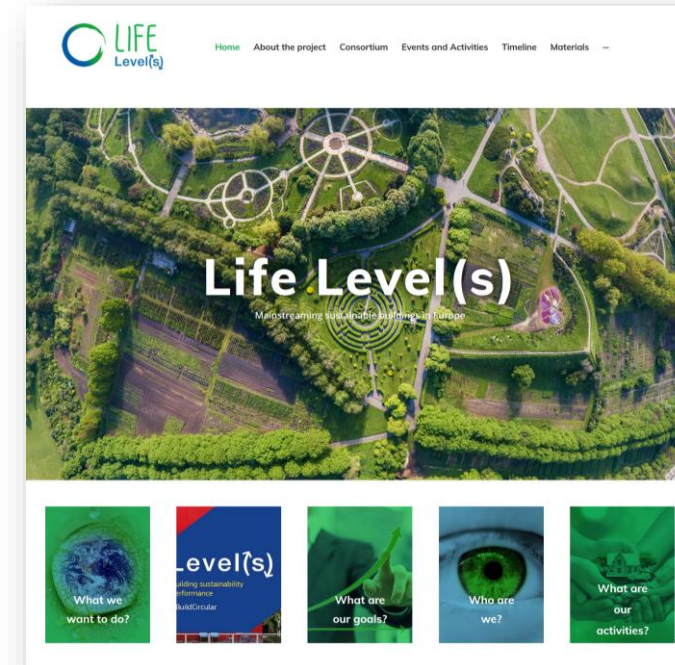 LIFE
Level(s)
Home About the project Consortium Events and Activities Timeline Materials ···
Life Level(s)
Mainstreaming sustainable buildings in Europe
What we
want to do?
Level(s)
uilding sustainability
erformance
BuildCircular
What are
our goals?
Who are
we?
What are
our
activities?